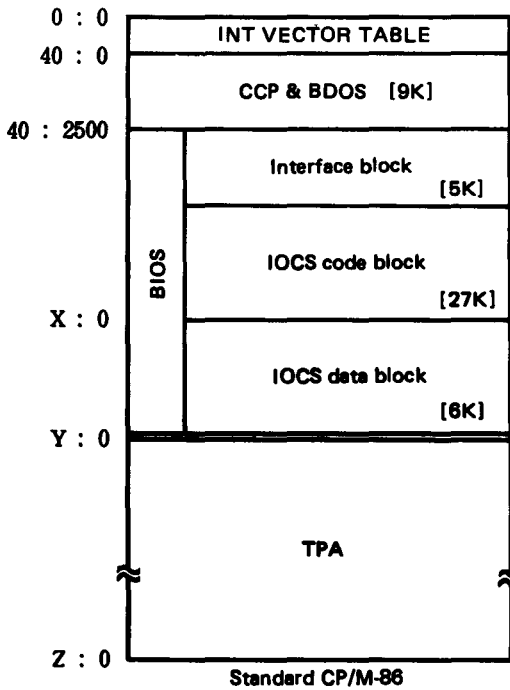 0 : 0
INT VECTOR TABLE
40 : 0
CCP & BDOS [9K]
40 : 2500
Interface block
[5K]
BIOS
IOCS code block
[27K]
X : 0
IOCS data block
[6K]
Y : 0
TPA
Z : 0
Standard CP/M-86